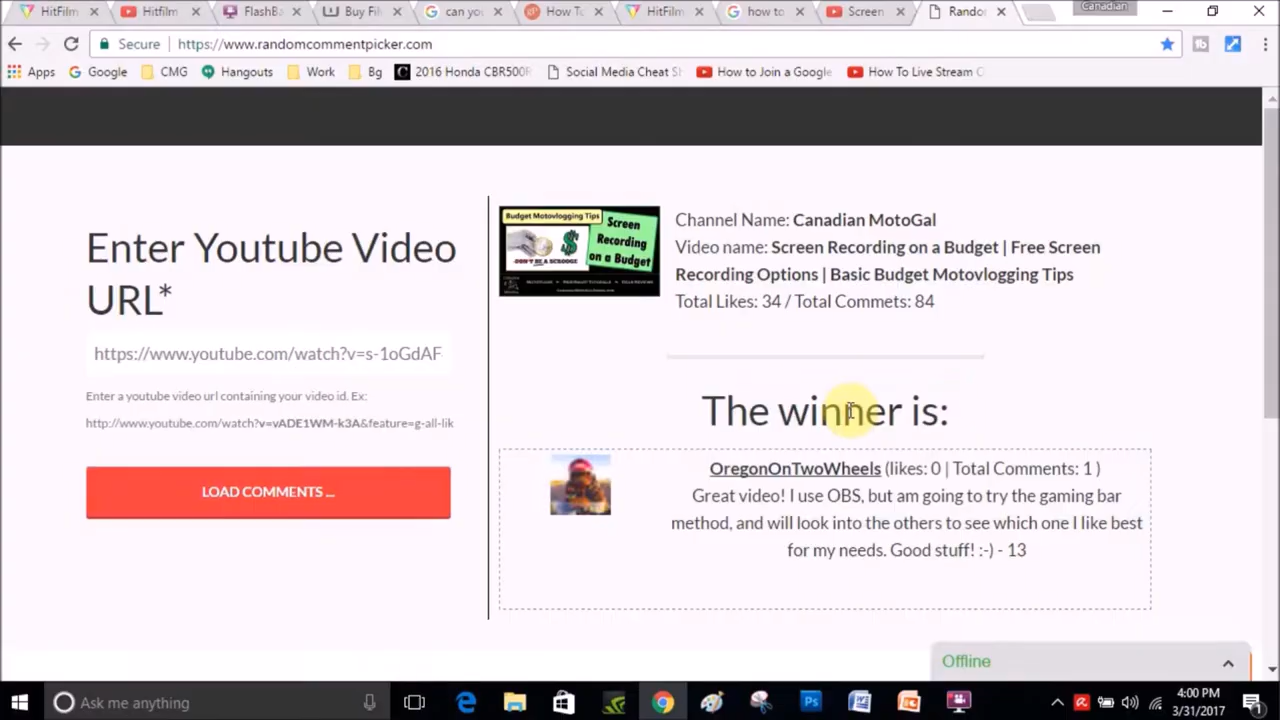 HitFilm
Hitfilm
FlashBa
Buy Fil
can you
How To
HitFilm
how to
Screen
Rando
Canadian
Secure https://www.randomcommentpicker.com
Apps Google CMG Hangouts Work Bg 2016 Honda CBR500R Social Media Cheat Sh How to Join a Google How To Live Stream O
Enter Youtube Video
URL*
https://www.youtube.com/watch?v=s-1oGdAF
Enter a youtube video url containing your video id. Ex:
http://www.youtube.com/watch?v=vADE1WM-k3A&feature=g-all-lik
LOAD COMMENTS ...
Budget Motovlogging Tips
Screen
Recording
on a Budget
DON'T BE A SCROOGE
Channel Name: Canadian MotoGal
Video name: Screen Recording on a Budget | Free Screen
Recording Options | Basic Budget Motovlogging Tips
Total Likes: 34 / Total Commets: 84
The winner is:
OregonOnTwoWheels (likes: 0 | Total Comments: 1 )
Great video! I use OBS, but am going to try the gaming bar
method, and will look into the others to see which one I like best
for my needs. Good stuff! :-) - 13
Offline
Ask me anything
4:00 PM
3/31/2017